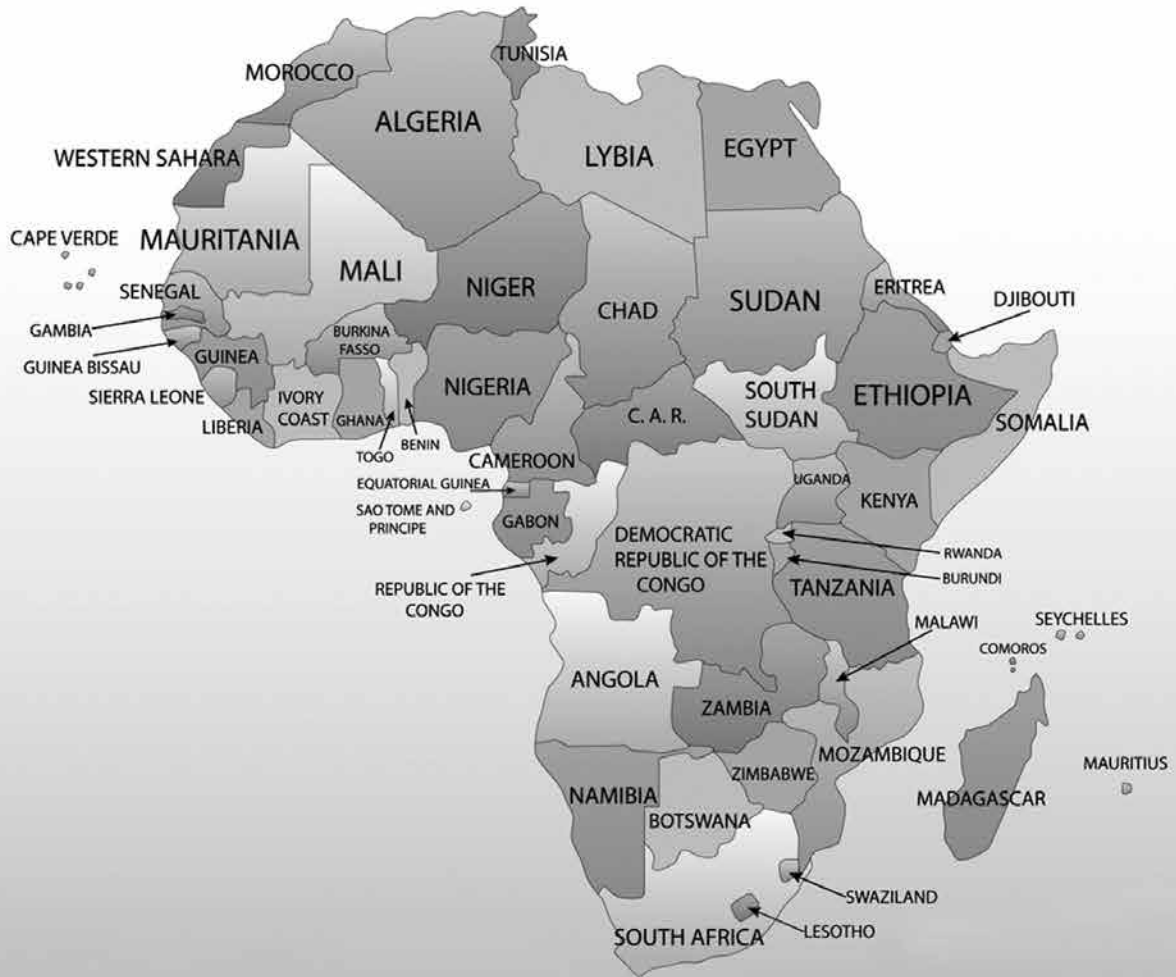 TUNISIA
MOROCCO
ALGERIA
LYBIA
EGYPT
WESTERN SAHARA
CAPE VERDE
MAURITANIA
MALI
NIGER
CHAD
SUDAN
ERITREA
DJIBOUTI
SENEGAL
GAMBIA
GUINEA BISSAU
GUINEA
BURKINA
FASSO
NIGERIA
SOUTH
SUDAN
ETHIOPIA
SOMALIA
SIERRA LEONE
LIBERIA
IVORY
COAST
GHANA
TOGO
BENIN
C. A. R.
CAMEROON
EQUATORIAL GUINEA
SAO TOME AND
PRINCIPE
GABON
UGANDA
KENYA
DEMOCRATIC
REPUBLIC OF THE
CONGO
RWANDA
BURUNDI
REPUBLIC OF THE
CONGO
TANZANIA
MALAWI
SEYCHELLES
COMOROS
ANGOLA
ZAMBIA
MOZAMBIQUE
ZIMBABWE
MAURITIUS
NAMIBIA
MADAGASCAR
BOTSWANA
SWAZILAND
SOUTH AFRICA
LESOTHO